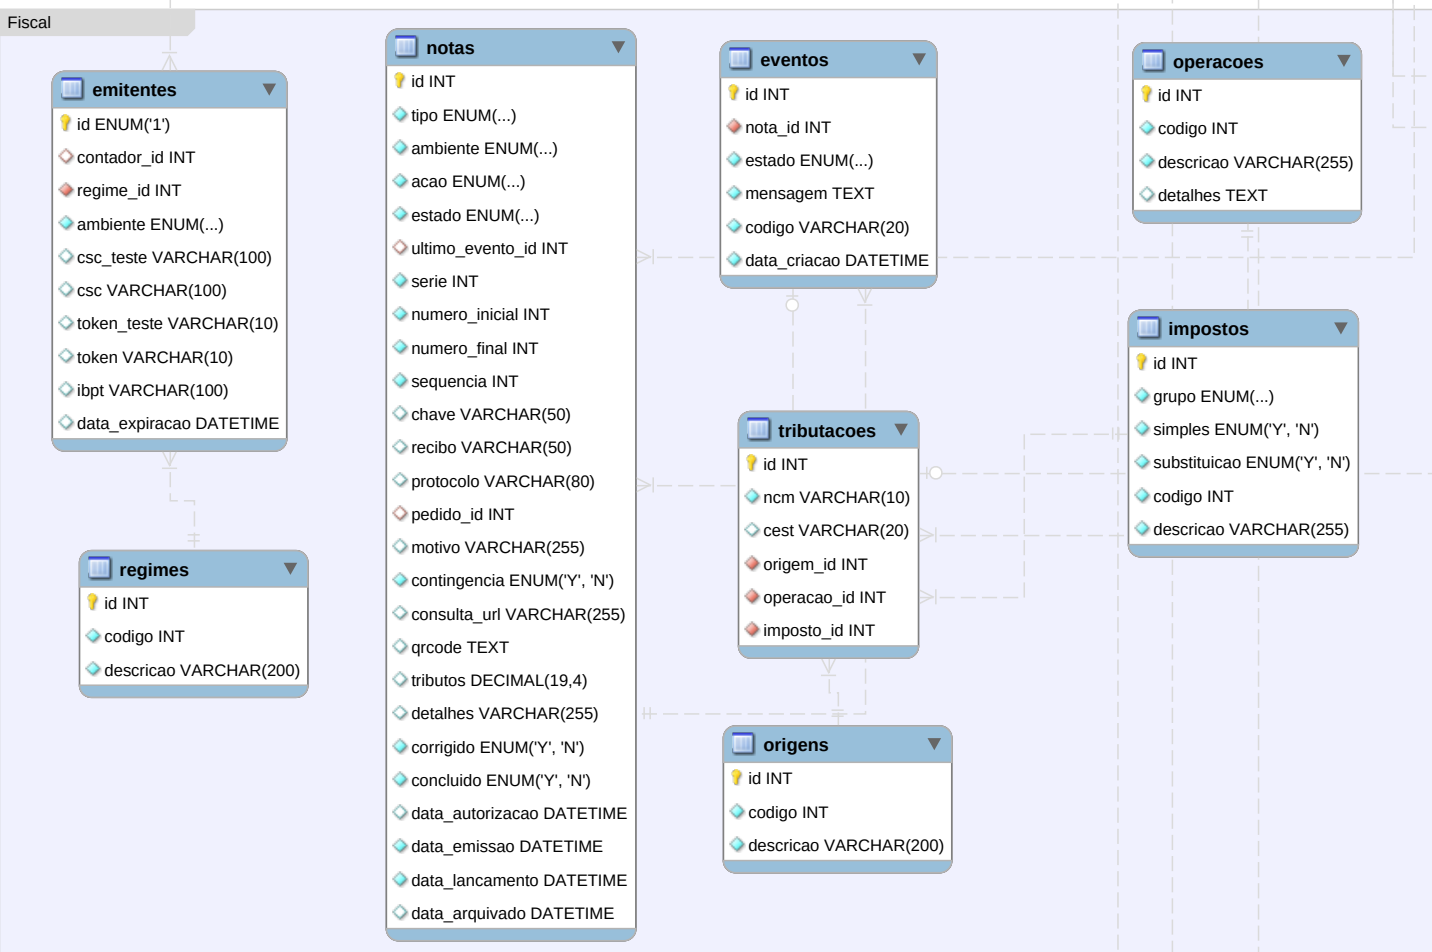 Fiscal
emitentes
id ENUM('1')
contador_id INT
regime_id INT
ambiente ENUM(...)
csc_teste VARCHAR(100)
csc VARCHAR(100)
token_teste VARCHAR(10)
token VARCHAR(10)
ibpt VARCHAR(100)
data_expiracao DATETIME
regimes
id INT
codigo INT
descricao VARCHAR(200)
notas
id INT
tipo ENUM(...)
ambiente ENUM(...)
acao ENUM(...)
estado ENUM(...)
ultimo_evento_id INT
serie INT
numero_inicial INT
numero_final INT
sequencia INT
chave VARCHAR(50)
recibo VARCHAR(50)
protocolo VARCHAR(80)
pedido_id INT
motivo VARCHAR(255)
contingencia ENUM('Y', 'N')
consulta_url VARCHAR(255)
qrcode TEXT
tributos DECIMAL(19,4)
detalhes VARCHAR(255)
corrigido ENUM('Y', 'N')
concluido ENUM('Y', 'N')
data_autorizacao DATETIME
data_emissao DATETIME
data_lancamento DATETIME
data_arquivado DATETIME
eventos
id INT
nota_id INT
estado ENUM(...)
mensagem TEXT
codigo VARCHAR(20)
data_criacao DATETIME
tributacoes
id INT
ncm VARCHAR(10)
cest VARCHAR(20)
origem_id INT
operacao_id INT
imposto_id INT
origens
id INT
codigo INT
descricao VARCHAR(200)
operacoes
id INT
codigo INT
descricao VARCHAR(255)
detalhes TEXT
impostos
id INT
grupo ENUM(...)
simples ENUM('Y', 'N')
substituicao ENUM('Y', 'N')
codigo INT
descricao VARCHAR(255)